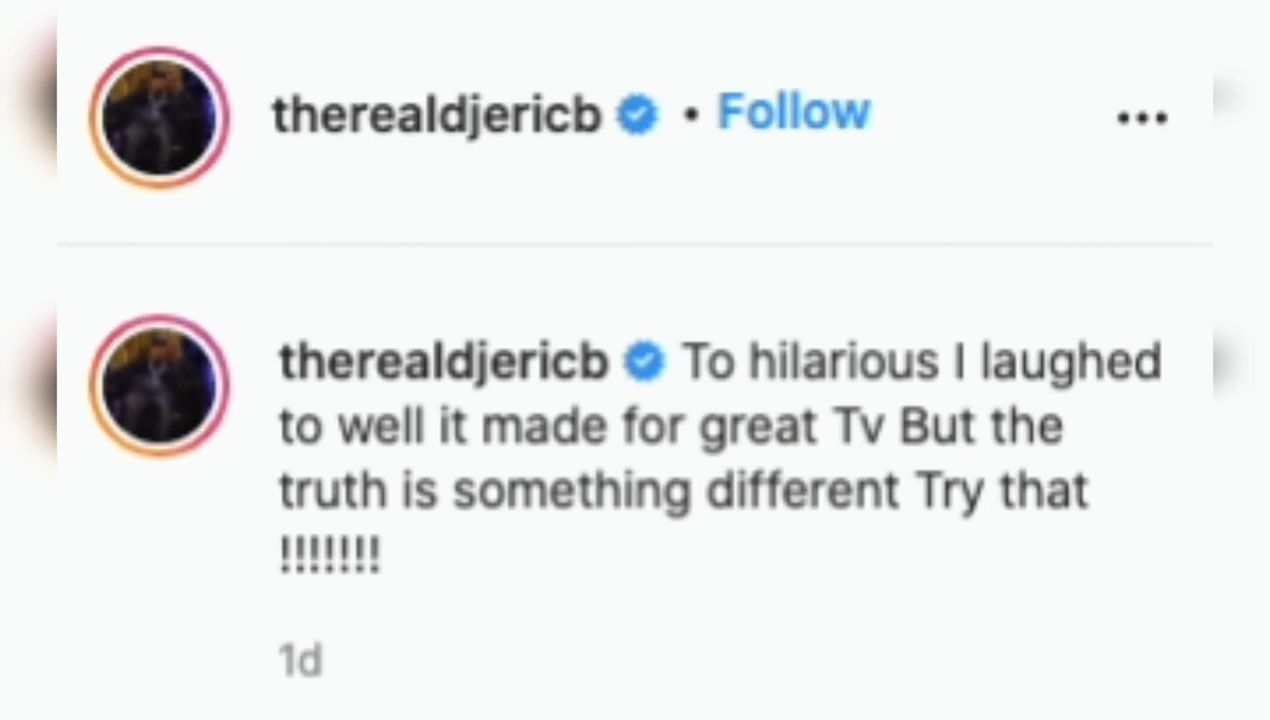 therealdjericb • Follow
therealdjericb To hilarious I laughed
to well it made for great Tv But the
truth is something different Try that
!!!!!!!
1d